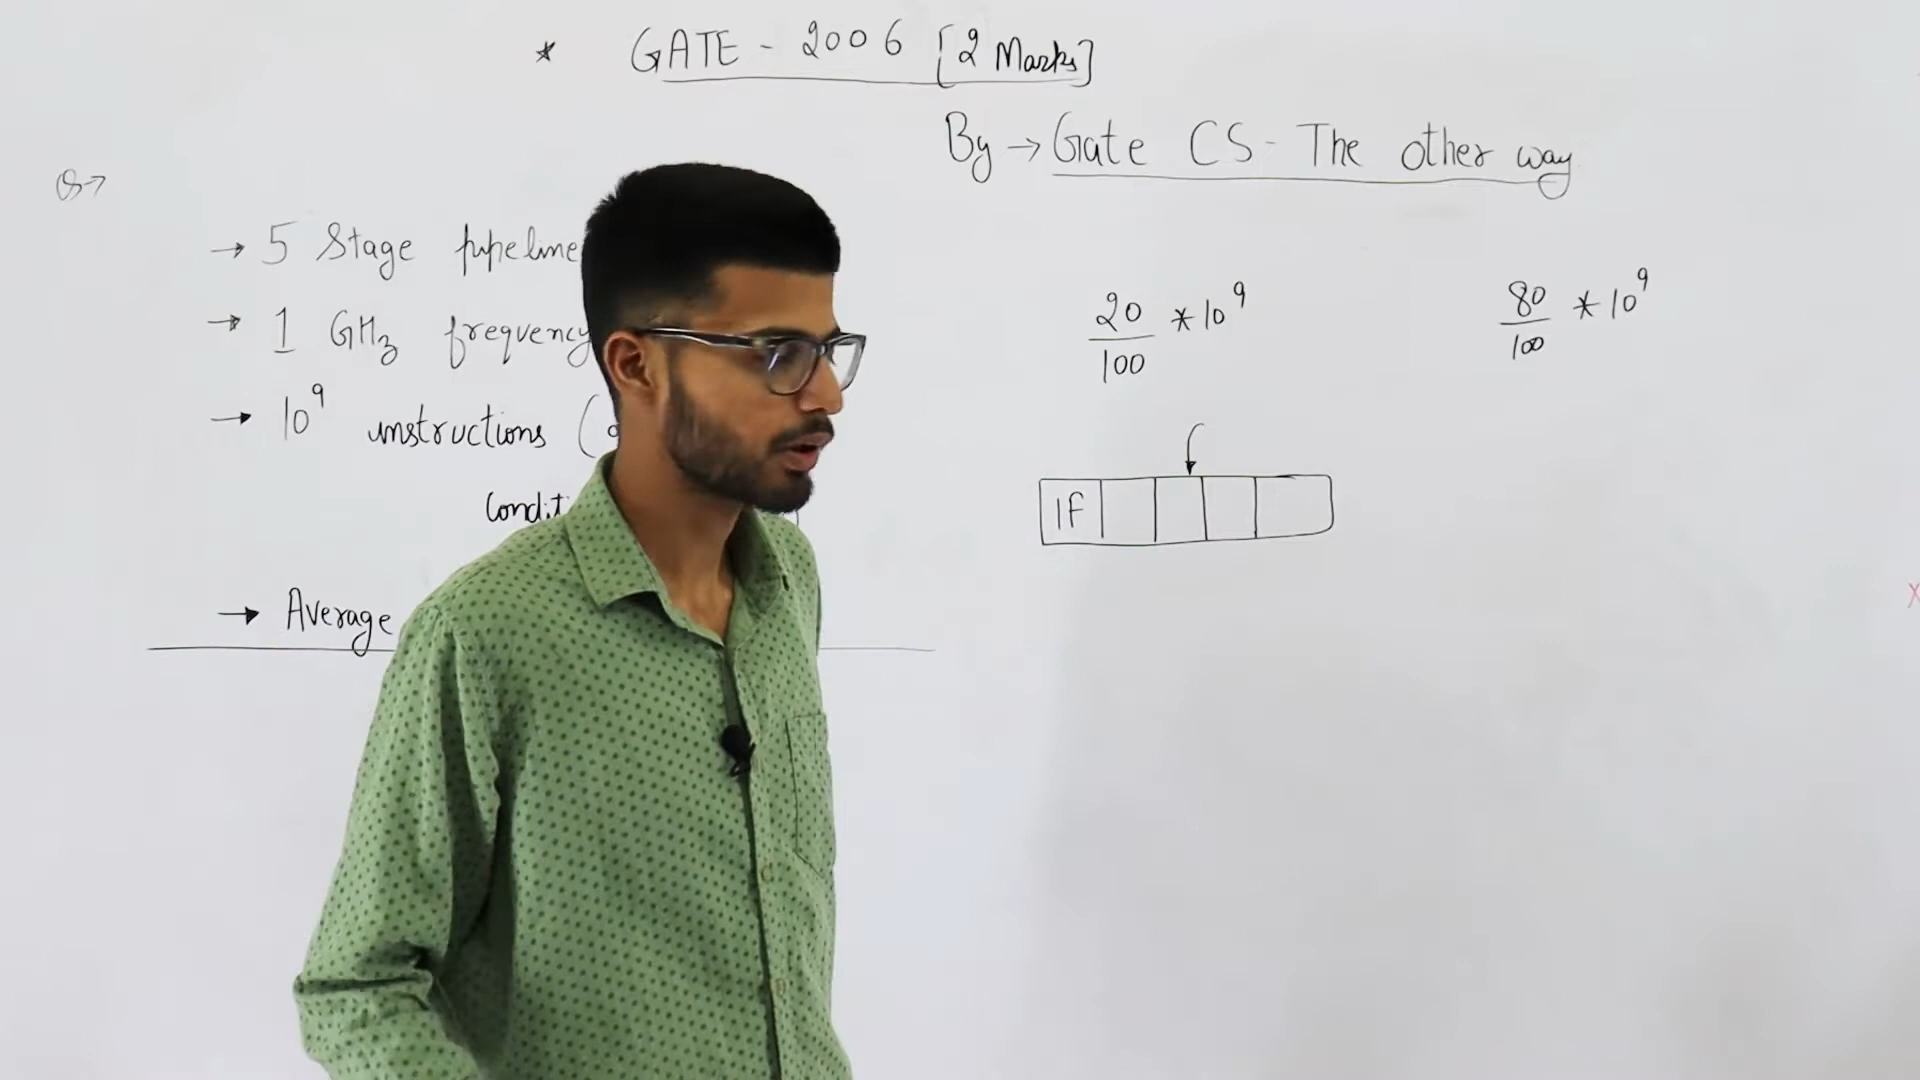 * GATE - 2006 [2 Marks]
By → Gate CS - The other way
Q→
→ 5 Stage pipeline
→ 1 GHz frequency
→ 10⁹ instructions (
→ Average
20/100 * 10⁹
80/100 * 10⁹
IF